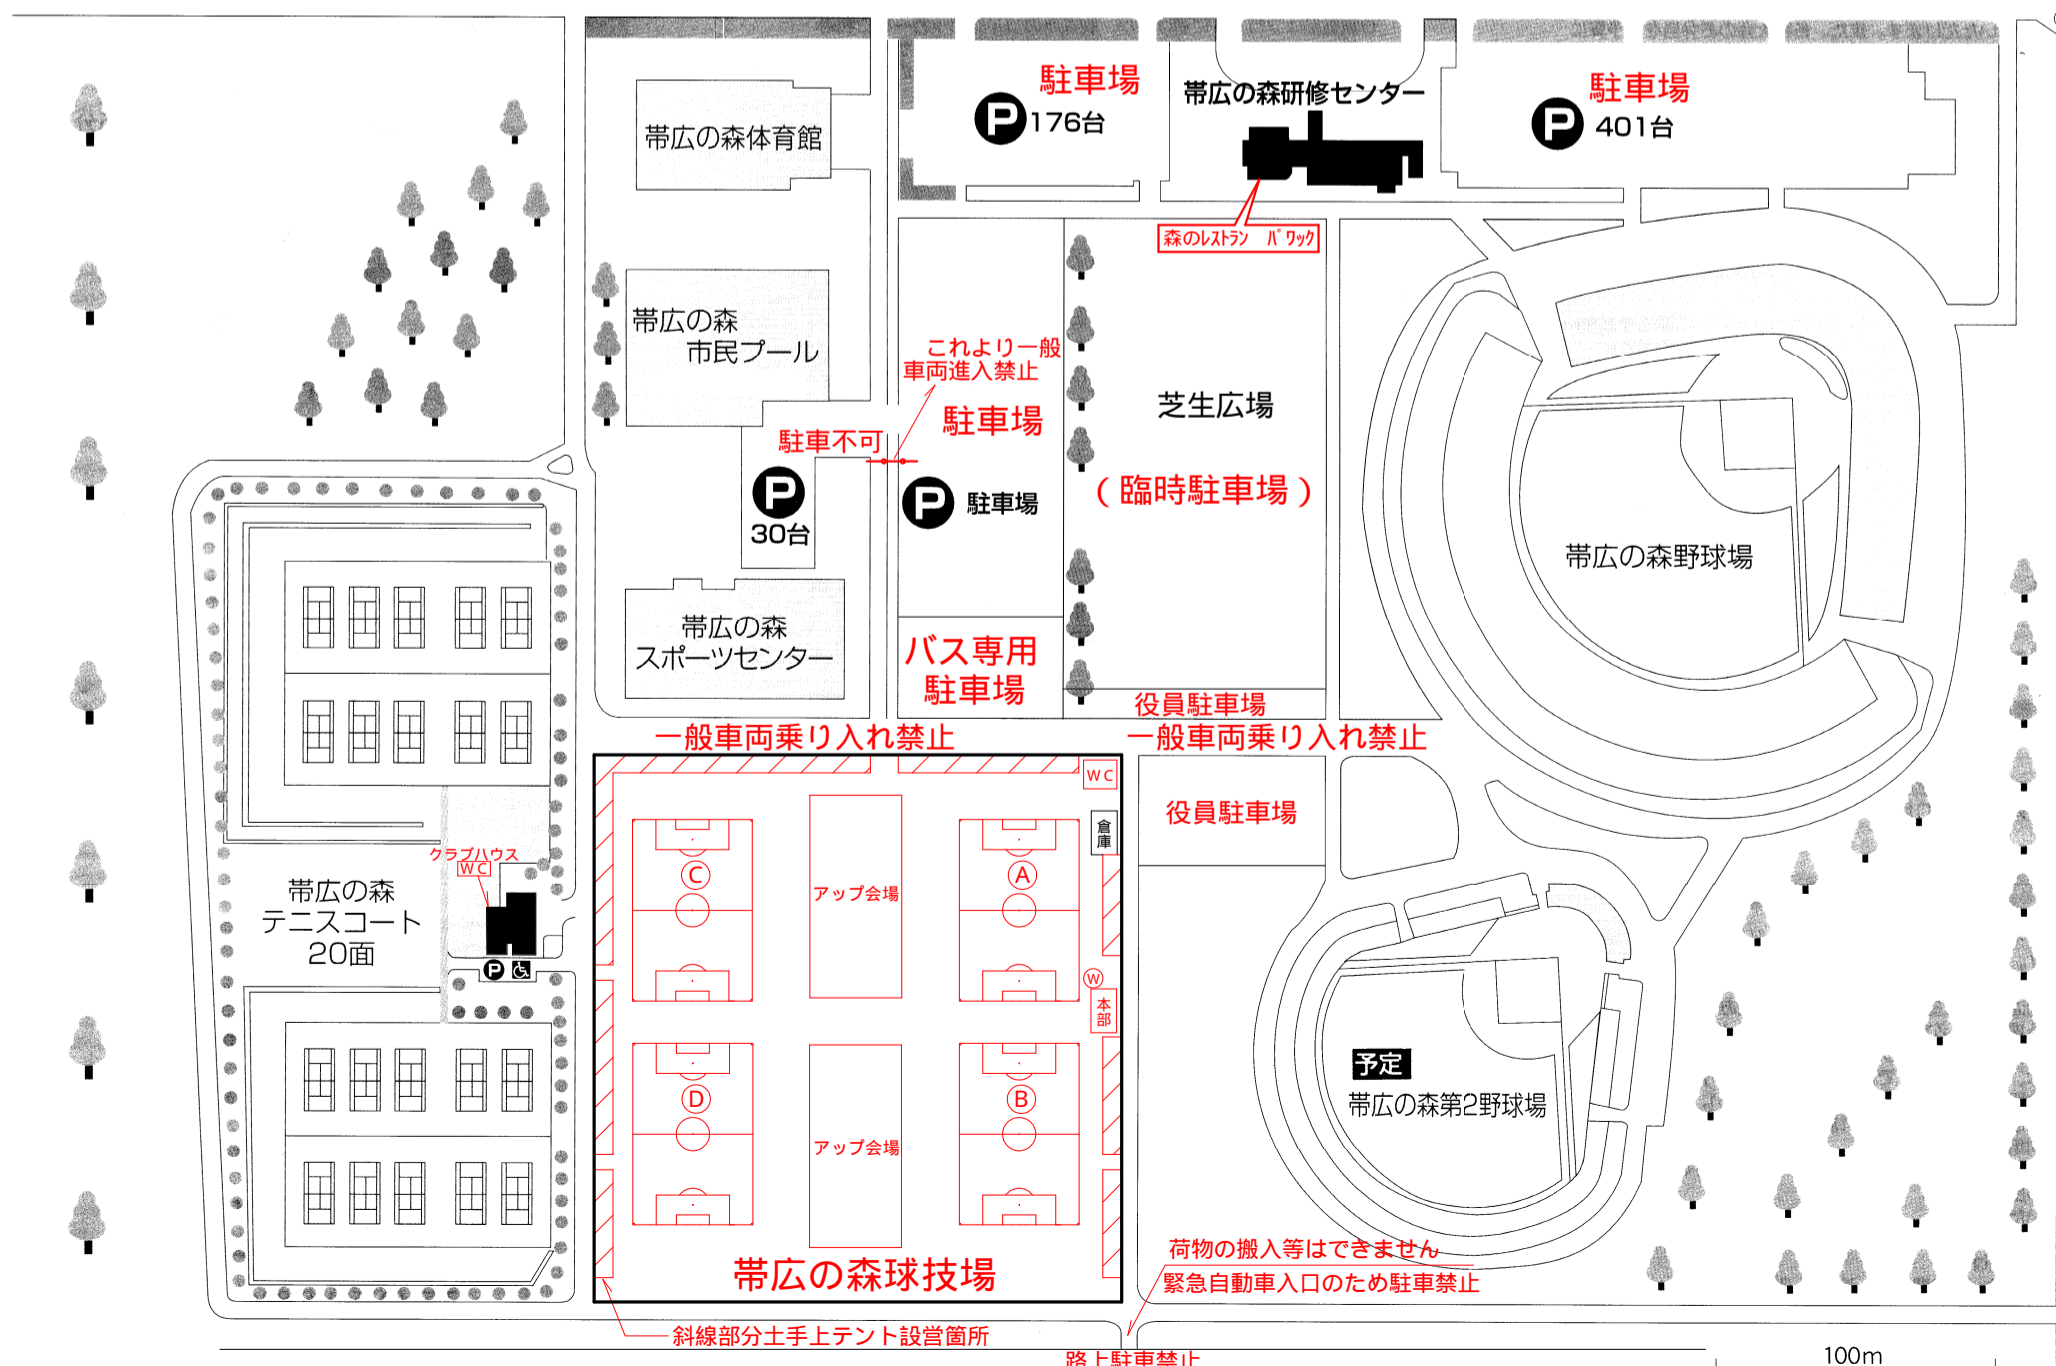 駐車場
P 176台
帯広の森研修センター
駐車場
P 401台
帯広の森体育館
森のレストラン パワック
帯広の森
市民プール
これより一般
車両進入禁止
駐車場
駐車不可
P
30台
P 駐車場
芝生広場
(臨時駐車場)
帯広の森野球場
帯広の森
スポーツセンター
バス専用
駐車場
役員駐車場
一般車両乗り入れ禁止
一般車両乗り入れ禁止
WC
倉庫
役員駐車場
C
アップ会場
A
クラブハウス
WC
帯広の森
テニスコート
20面
P
W
本部
D
アップ会場
B
予定
帯広の森第2野球場
帯広の森球技場
荷物の搬入等はできません
緊急自動車入口のため駐車禁止
斜線部分土手上テント設営箇所
路上駐車禁止
100m